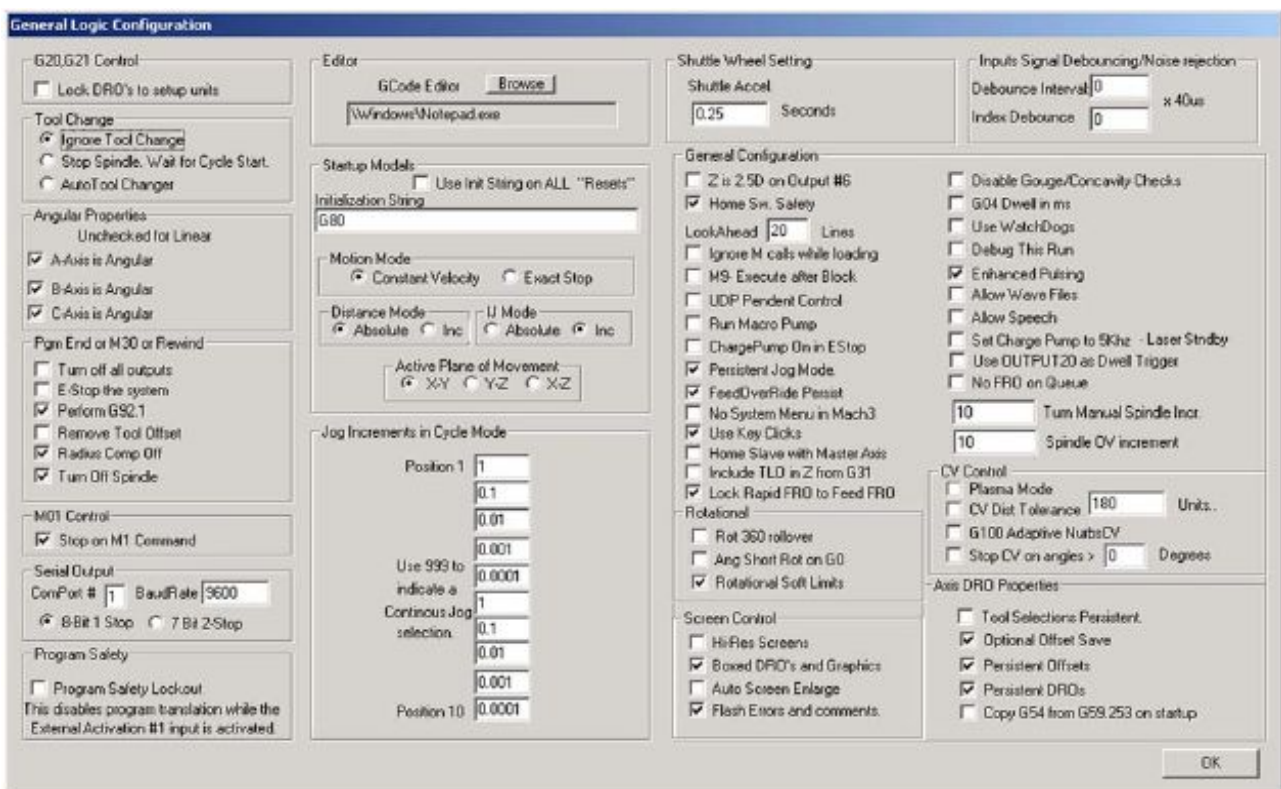 General Logic Configuration
G20,G21 Control
Lock DRO's to setup units
Tool Change
Ignore Tool Change
Stop Spindle. Wait for Cycle Start.
AutoTool Changer
Angular Properties
Unchecked for Linear
A-Axis is Angular
B-Axis is Angular
C-Axis is Angular
Pgm End or M30 or Rewind
Turn off all outputs
E-Stop the system
Perform G92.1
Remove Tool Offset
Radius Comp Off
Turn Off Spindle
M01 Control
Stop on M1 Command
Serial Output
ComPort # 1 BaudRate 9600
8-Bit 1 Stop 7 Bit 2-Stop
Program Safety
Program Safety Lockout
This disables program translation while the
External Activation #1 input is activated.
Editor
GCode Editor Browse
\Windows\Notepad.exe
Startup Modals
Use Init String on ALL "Resets"
Initialization String
G80
Motion Mode
Constant Velocity Exact Stop
Distance Mode
Absolute Inc
IJ Mode
Absolute Inc
Active Plane of Movement
X-Y Y-Z X-Z
Jog Increments in Cycle Mode
Position 1 1
0.1
0.01
0.001
Use 999 to
0.0001
indicate a
1
Continous Jog
selection.
0.1
0.01
0.001
Position 10 0.0001
Shuttle Wheel Setting
Shuttle Accel
0.25 Seconds
Inputs Signal Debouncing/Noise rejection
Debounce Interval: 0
x 40us
Index Debounce 0
General Configuration
Z is 2.5D on Output #6
Home Sw. Safety
LookAhead 20 Lines
Ignore M calls while loading
M9- Execute after Block
UDP Pendent Control
Run Macro Pump
ChargePump On in EStop
Persistent Jog Mode.
FeedOverRide Persist
No System Menu in Mach3
Use Key Clicks
Home Slave with Master Axis
Include TLO in Z from G31
Lock Rapid FRO to Feed FRO
Disable Gouge/Concavity Checks
G04 Dwell in ms
Use WatchDogs
Debug This Run
Enhanced Pulsing
Allow Wave Files
Allow Speech
Set Charge Pump to 5Khz - Laser Stndby
Use OUTPUT20 as Dwell Trigger
No FRO on Queue
10 Turn Manual Spindle Incr.
10 Spindle OV increment
CV Control
Plasma Mode
CV Dist Tolerance 180 Units..
G100 Adaptive NurbsCV
Stop CV on angles > 0 Degrees
Rotational
Rot 360 rollover
Ang Short Rot on G0
Rotational Soft Limits
Screen Control
Hi-Res Screens
Boxed DRO's and Graphics
Auto Screen Enlarge
Flash Errors and comments.
Axis DRO Properties
Tool Selections Persistent.
Optional Offset Save
Persistent Offsets
Persistent DROs
Copy G54 from G59.253 on startup
OK